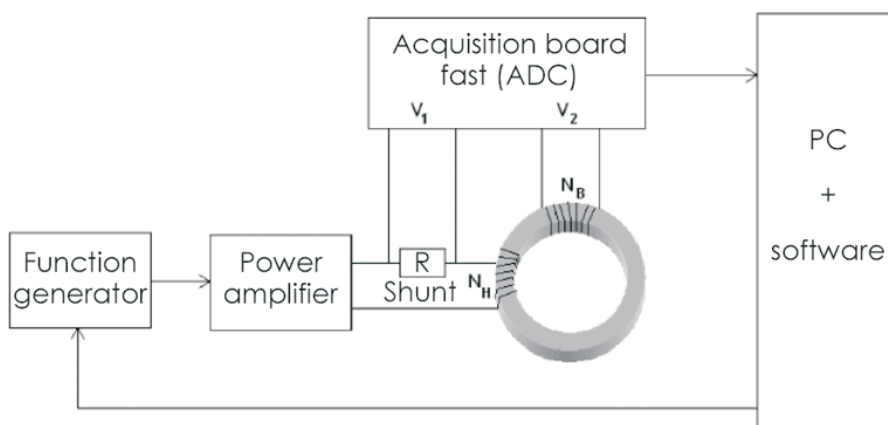 Acquisition board
fast (ADC)
V1
V2
PC
+
software
NB
Function
generator
Power
amplifier
R
Shunt
NH